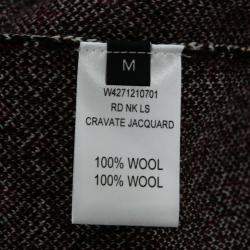 M
W4271210701
RD NK LS
CRAVATE JACQUARD
100% WOOL
100% WOOL